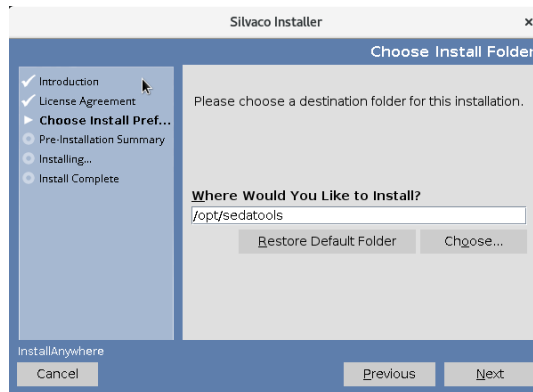 Silvaco Installer
×
Choose Install Folder
Introduction
License Agreement
Choose Install Pref...
Pre-Installation Summary
Installing...
Install Complete
Please choose a destination folder for this installation.
Where Would You Like to Install?
/opt/sedatools
Restore Default Folder
Choose...
InstallAnywhere
Cancel
Previous
Next